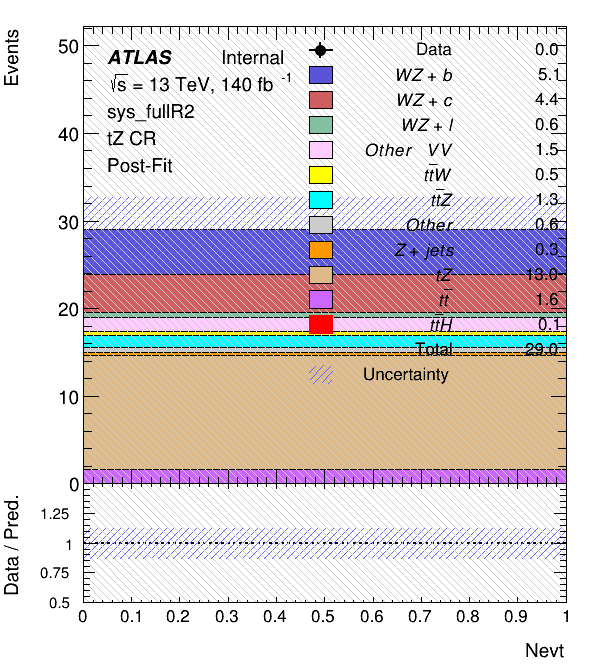 Events
50
40
30
20
10
0
ATLAS Internal
√s = 13 TeV, 140 fb -1
sys_fullR2
tZ CR
Post-Fit
Data 0.0
WZ + b 5.1
WZ + c 4.4
WZ + l 0.6
Other VV 1.5
tt̄W 0.5
tt̄Z 1.3
Other 0.6
Z + jets 0.3
tZ 13.0
tt̄ 1.6
tt̄H 0.1
Total 29.0
Uncertainty
Data / Pred.
1.25
1
0.75
0.5
0 0.1 0.2 0.3 0.4 0.5 0.6 0.7 0.8 0.9 1
Nevt